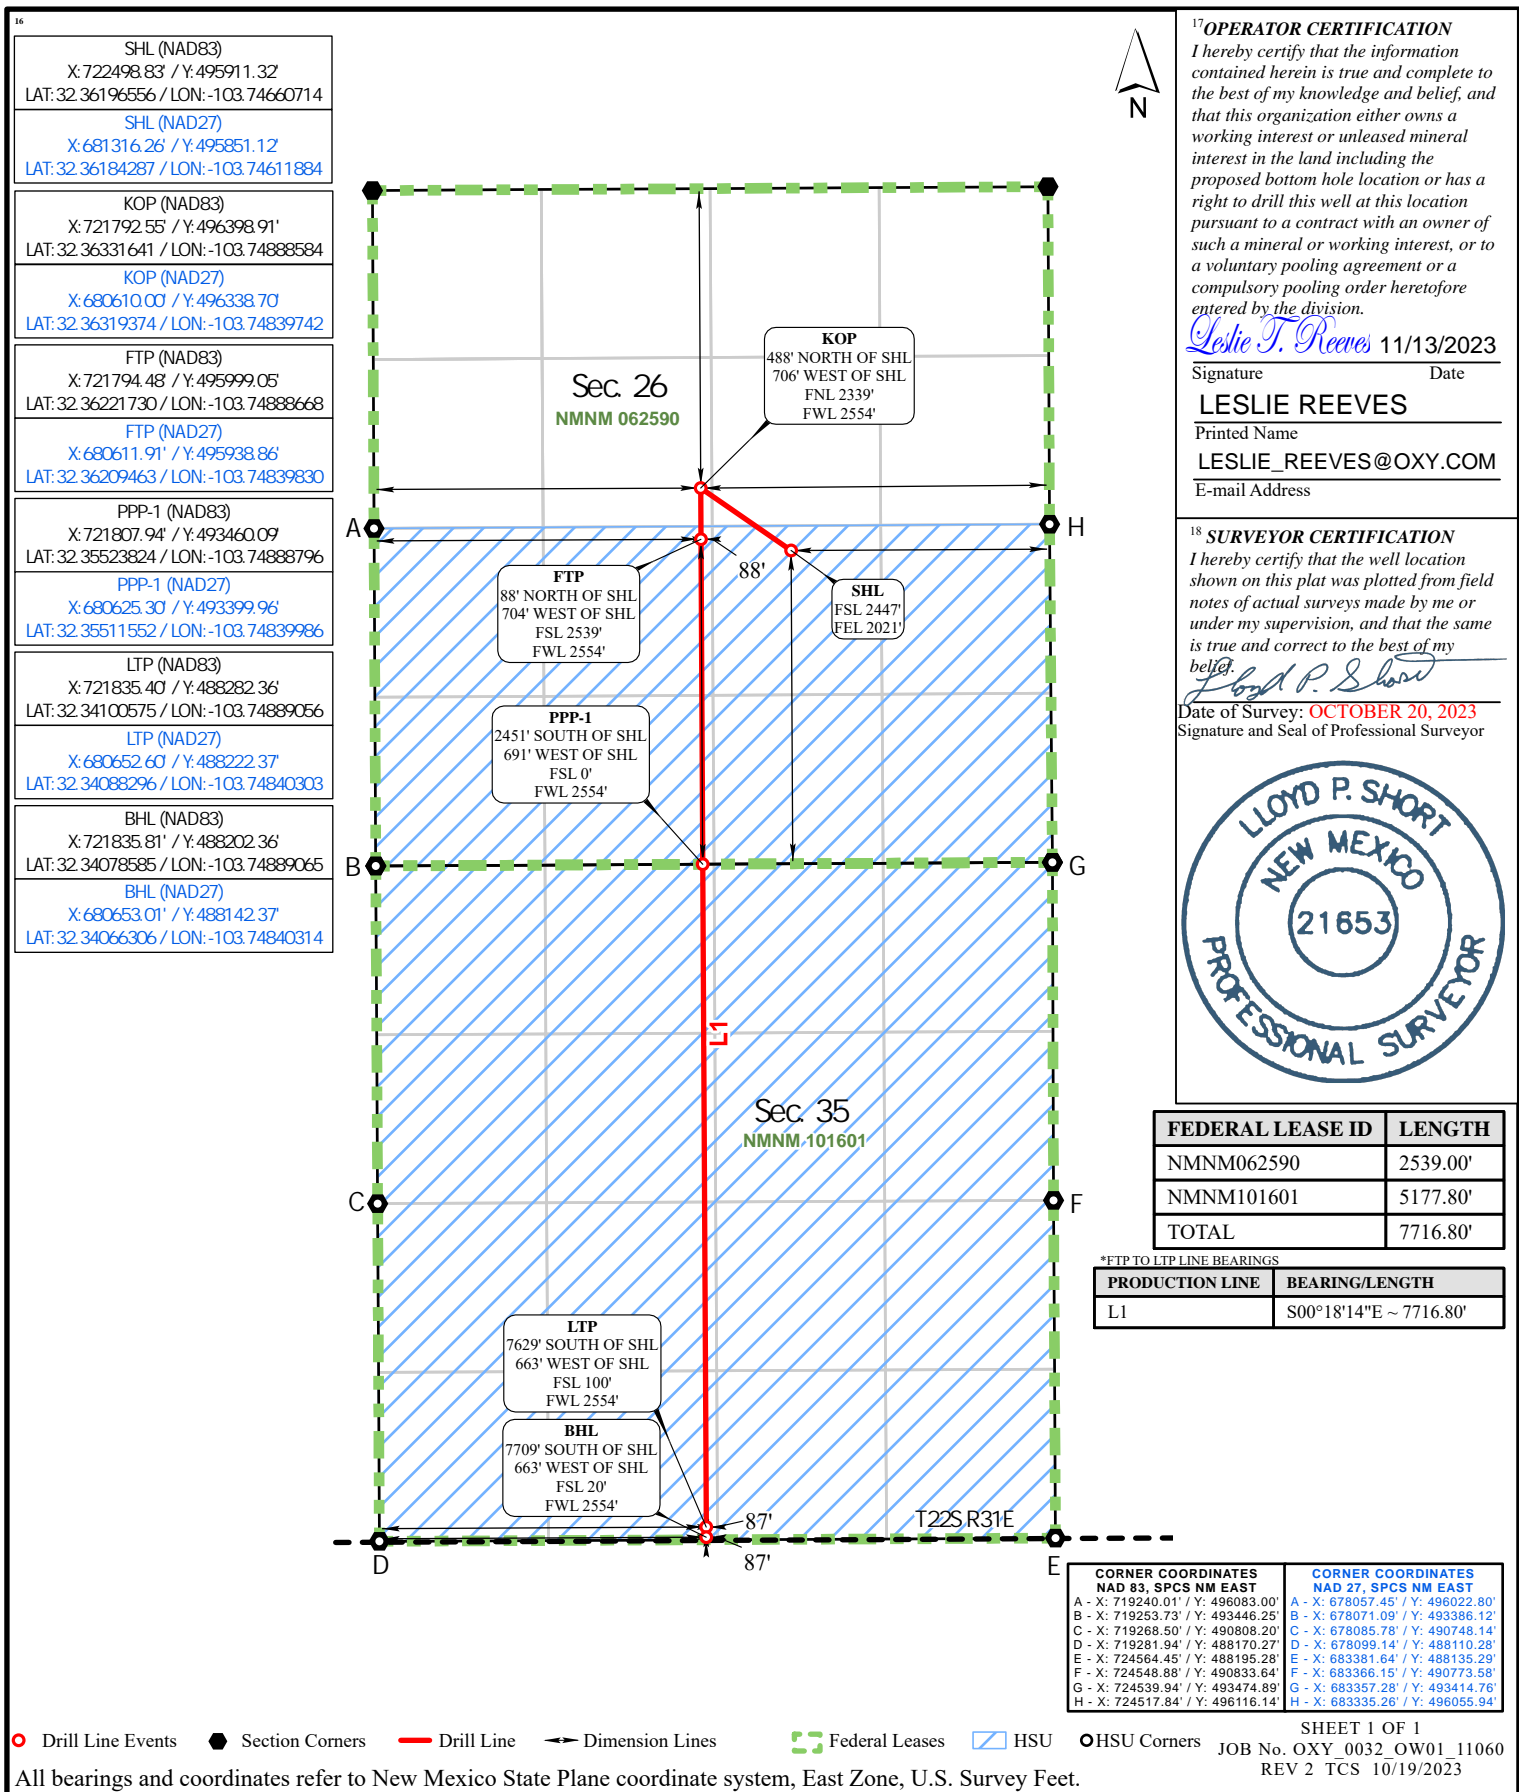 16
SHL (NAD83)
X:722498.83' / Y:495911.32'
LAT:32.36196556 / LON:-103.74660714
SHL (NAD27)
X:681316.26' / Y:495851.12'
LAT:32.36184287 / LON:-103.74611884
KOP (NAD83)
X:721792.55' / Y:496398.91'
LAT:32.36331641 / LON:-103.74888584
KOP (NAD27)
X:680610.00' / Y:496338.70'
LAT:32.36319374 / LON:-103.74839742
FTP (NAD83)
X:721794.48' / Y:495999.05'
LAT:32.36221730 / LON:-103.74888668
FTP (NAD27)
X:680611.91' / Y:495938.86'
LAT:32.36209463 / LON:-103.74839830
PPP-1 (NAD83)
X:721807.94' / Y:493460.09'
LAT:32.35523824 / LON:-103.74888796
PPP-1 (NAD27)
X:680625.30' / Y:493399.96'
LAT:32.35511552 / LON:-103.74839986
LTP (NAD83)
X:721835.40' / Y:488282.36'
LAT:32.34100575 / LON:-103.74889056
LTP (NAD27)
X:680652.60' / Y:488222.37'
LAT:32.34088296 / LON:-103.74840303
BHL (NAD83)
X:721835.81' / Y:488202.36'
LAT:32.34078585 / LON:-103.74889065
BHL (NAD27)
X:680653.01' / Y:488142.37'
LAT:32.34066306 / LON:-103.74840314
N
Sec. 26
NMNM 062590
KOP
488' NORTH OF SHL
706' WEST OF SHL
FNL 2339'
FWL 2554'
A
H
88'
FTP
88' NORTH OF SHL
704' WEST OF SHL
FSL 2539'
FWL 2554'
SHL
FSL 2447'
FEL 2021'
PPP-1
2451' SOUTH OF SHL
691' WEST OF SHL
FSL 0'
FWL 2554'
B
G
L1
Sec. 35
NMNM 101601
C
F
LTP
7629' SOUTH OF SHL
663' WEST OF SHL
FSL 100'
FWL 2554'
BHL
7709' SOUTH OF SHL
663' WEST OF SHL
FSL 20'
FWL 2554'
87'
T22S R31E
87'
D
E
17 OPERATOR CERTIFICATION
I hereby certify that the information
contained herein is true and complete to
the best of my knowledge and belief, and
that this organization either owns a
working interest or unleased mineral
interest in the land including the
proposed bottom hole location or has a
right to drill this well at this location
pursuant to a contract with an owner of
such a mineral or working interest, or to
a voluntary pooling agreement or a
compulsory pooling order heretofore
entered by the division.
Leslie T. Reeves 11/13/2023
Signature Date
LESLIE REEVES
Printed Name
LESLIE_REEVES@OXY.COM
E-mail Address
18 SURVEYOR CERTIFICATION
I hereby certify that the well location
shown on this plat was plotted from field
notes of actual surveys made by me or
under my supervision, and that the same
is true and correct to the best of my
belief.
Lloyd P. Short
Date of Survey: OCTOBER 20, 2023
Signature and Seal of Professional Surveyor
LLOYD P. SHORT
NEW MEXICO
21653
PROFESSIONAL SURVEYOR
FEDERAL LEASE ID LENGTH
NMNM062590 2539.00'
NMNM101601 5177.80'
TOTAL 7716.80'
*FTP TO LTP LINE BEARINGS
PRODUCTION LINE BEARING/LENGTH
L1 S00°18'14"E ~ 7716.80'
CORNER COORDINATES
NAD 83, SPCS NM EAST
A - X: 719240.01' / Y: 496083.00'
B - X: 719253.73' / Y: 493446.25'
C - X: 719268.50' / Y: 490808.20'
D - X: 719281.94' / Y: 488170.27'
E - X: 724564.45' / Y: 488195.28'
F - X: 724548.88' / Y: 490833.64'
G - X: 724539.94' / Y: 493474.89'
H - X: 724517.84' / Y: 496116.14'
CORNER COORDINATES
NAD 27, SPCS NM EAST
A - X: 678057.45' / Y: 496022.80'
B - X: 678071.09' / Y: 493386.12'
C - X: 678085.78' / Y: 490748.14'
D - X: 678099.14' / Y: 488110.28'
E - X: 683381.64' / Y: 488135.29'
F - X: 683366.15' / Y: 490773.58'
G - X: 683357.28' / Y: 493414.76'
H - X: 683335.26' / Y: 496055.94'
Drill Line Events Section Corners Drill Line Dimension Lines Federal Leases HSU HSU Corners
All bearings and coordinates refer to New Mexico State Plane coordinate system, East Zone, U.S. Survey Feet.
SHEET 1 OF 1
JOB No. OXY_0032_OW01_11060
REV 2 TCS 10/19/2023